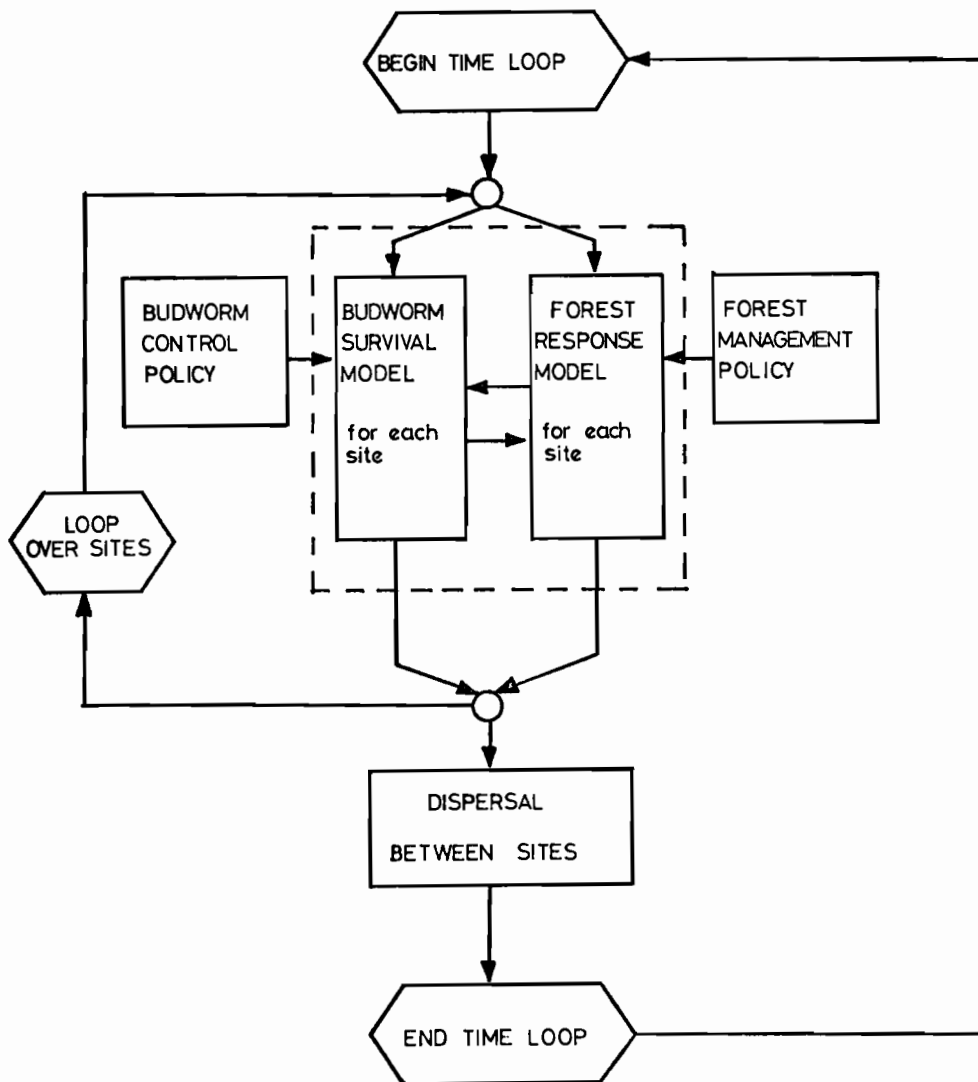 BEGIN TIME LOOP
BUDWORM
CONTROL
POLICY
BUDWORM
SURVIVAL
MODEL
for each
site
FOREST
RESPONSE
MODEL
for each
site
FOREST
MANAGEMENT
POLICY
LOOP
OVER SITES
DISPERSAL
BETWEEN SITES
END TIME LOOP